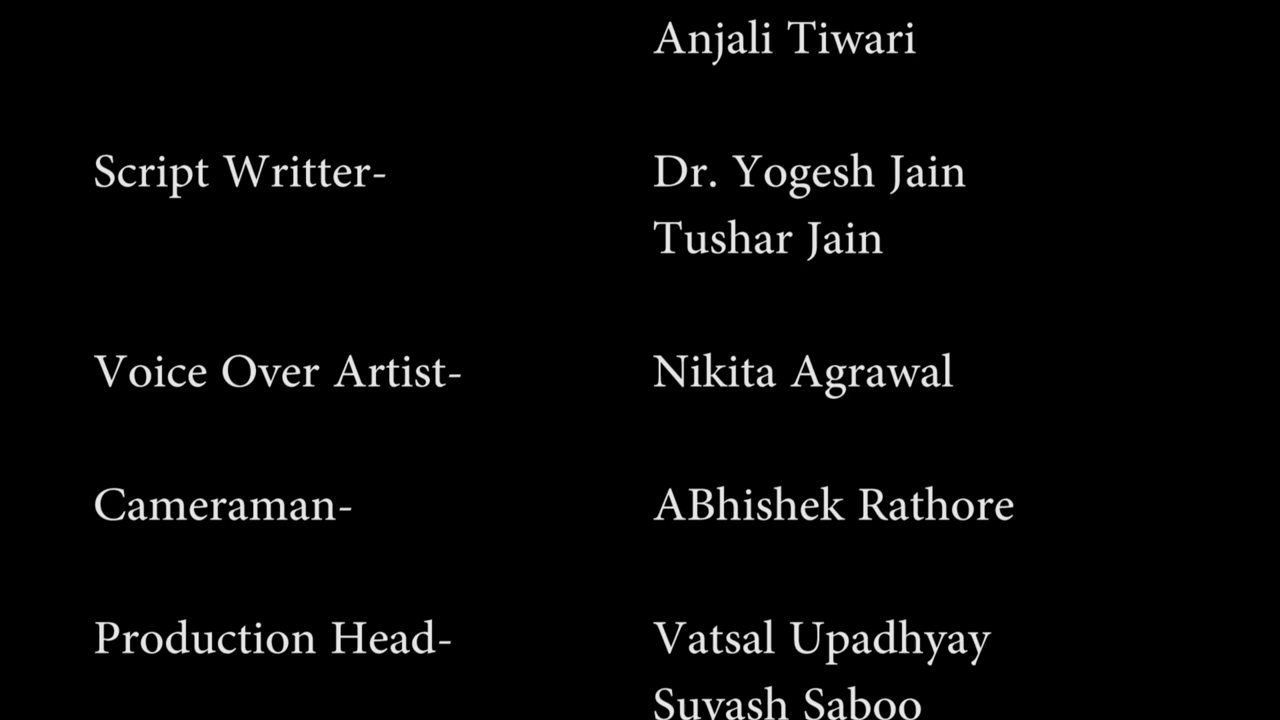 Anjali Tiwari
Script Writter- Dr. Yogesh Jain
Tushar Jain
Voice Over Artist- Nikita Agrawal
Cameraman- ABhishek Rathore
Production Head- Vatsal Upadhyay
Suyash Saboo